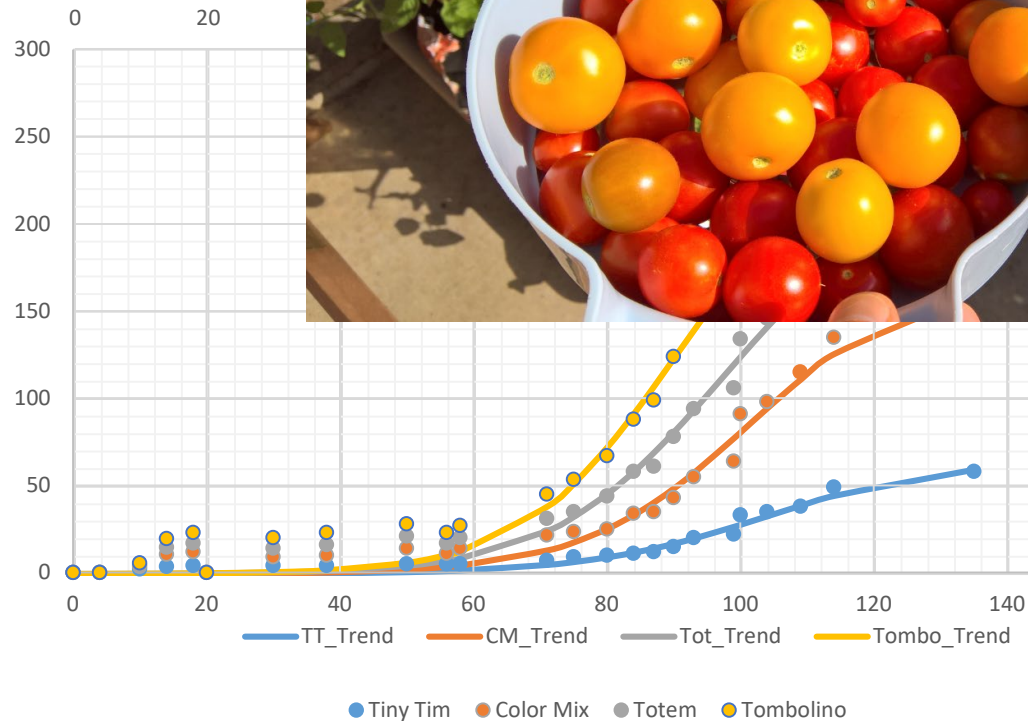 0 20
300
250
200
150
100
50
0
0 20 40 60 80 100 120 140
TT_Trend CM_Trend Tot_Trend Tombo_Trend
Tiny Tim Color Mix Totem Tombolino